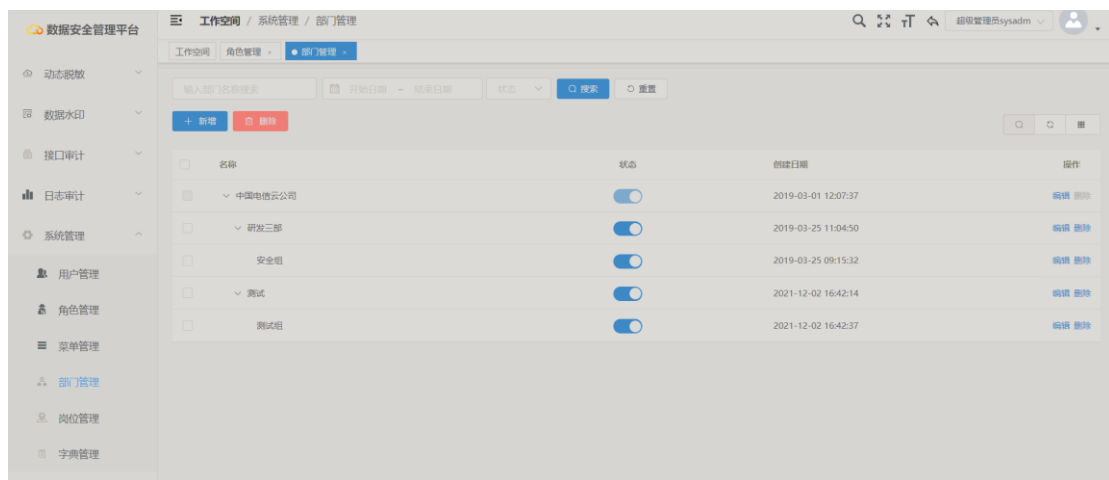 数据安全管理平台
工作空间 / 系统管理 / 部门管理
超级管理员sysadm
工作空间 角色管理 × 部门管理 ×
动态脱敏
数据水印
接口审计
日志审计
系统管理
用户管理
角色管理
菜单管理
部门管理
岗位管理
字典管理
输入部门名称搜索 开始日期 – 结束日期 状态 搜索 重置
+ 新增 删除
名称 状态 创建日期 操作
中国电信云公司 2019-03-01 12:07:37 编辑 删除
研发三部 2019-03-25 11:04:50 编辑 删除
安全组 2019-03-25 09:15:32 编辑 删除
测试 2021-12-02 16:42:14 编辑 删除
测试组 2021-12-02 16:42:37 编辑 删除